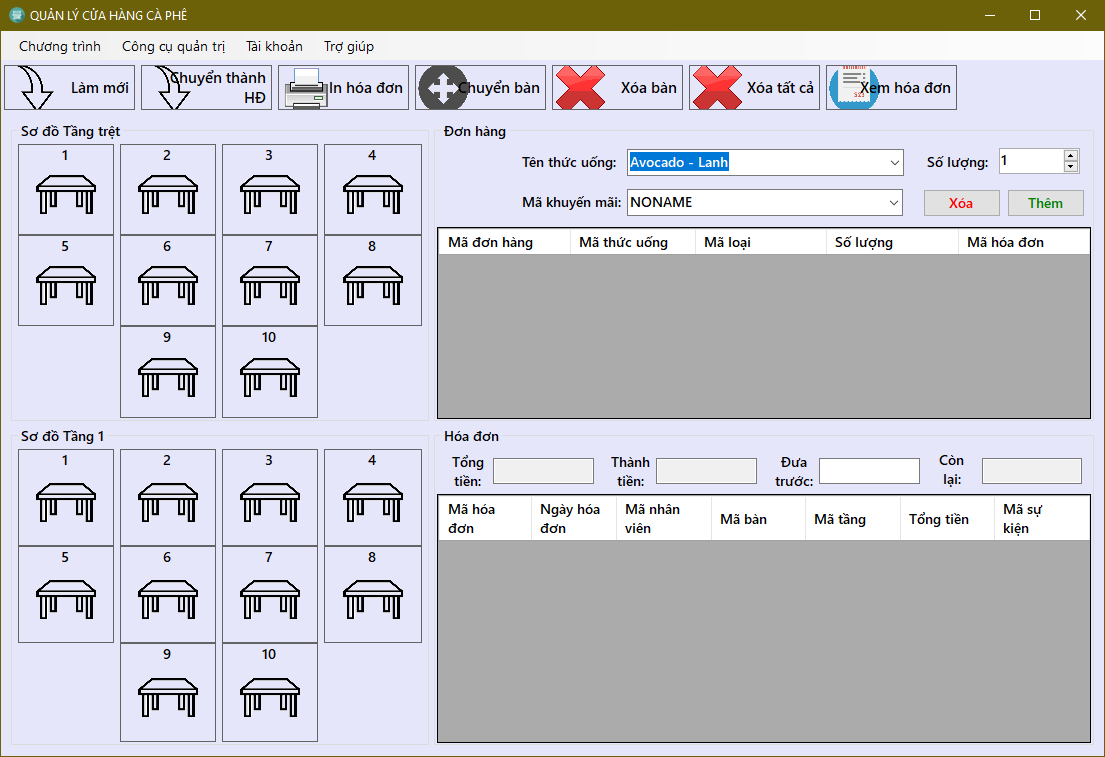 QUẢN LÝ CỬA HÀNG CÀ PHÊ
Chương trình Công cụ quản trị Tài khoản Trợ giúp
Làm mới
Chuyển thành
HĐ
In hóa đơn
Chuyển bàn
Xóa bàn
Xóa tất cả
Xem hóa đơn
Sơ đồ Tầng trệt
1 2 3 4
5 6 7 8
9 10
Đơn hàng
Tên thức uống: Avocado - Lanh Số lượng: 1
Mã khuyến mãi: NONAME Xóa Thêm
Mã đơn hàng Mã thức uống Mã loại Số lượng Mã hóa đơn
Sơ đồ Tầng 1
1 2 3 4
5 6 7 8
9 10
Hóa đơn
Tổng
tiền:
Thành
tiền:
Đưa
trước:
Còn
lại:
Mã hóa
đơn
Ngày hóa
đơn
Mã nhân
viên
Mã bàn
Mã tầng
Tổng tiền
Mã sự
kiện